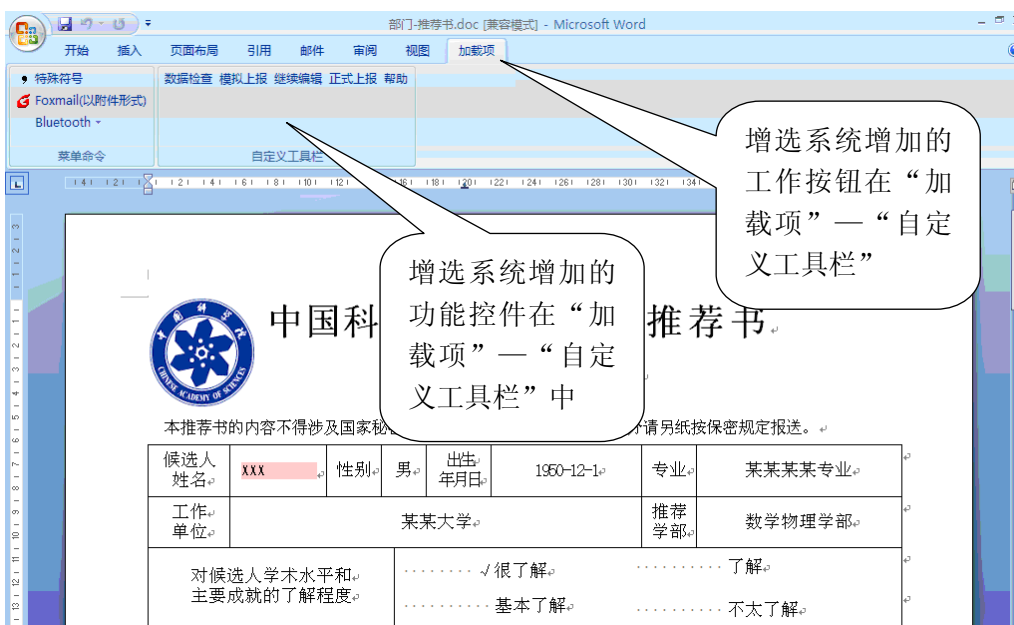 部门-推荐书.doc [兼容模式] - Microsoft Word
开始 插入 页面布局 引用 邮件 审阅 视图 加载项
特殊符号
Foxmail(以附件形式)
Bluetooth
菜单命令
数据检查 模拟上报 继续编辑 正式上报 帮助
自定义工具栏
增选系统增加的
工作按钮在“加
载项”—“自定
义工具栏”
增选系统增加的
功能控件在“加
载项”—“自定
义工具栏”中
中国科 推荐书
CHINESE ACADEMY OF SCIENCES
本推荐书的内容不得涉及国家秘 请另纸按保密规定报送。
候选人
姓名 XXX 性别 男 出生
年月日 1950-12-1 专业 某某某某专业
工作
单位 某某大学 推荐
学部 数学物理学部
对候选人学术水平和
主要成就的了解程度
√很了解 了解
基本了解 不太了解